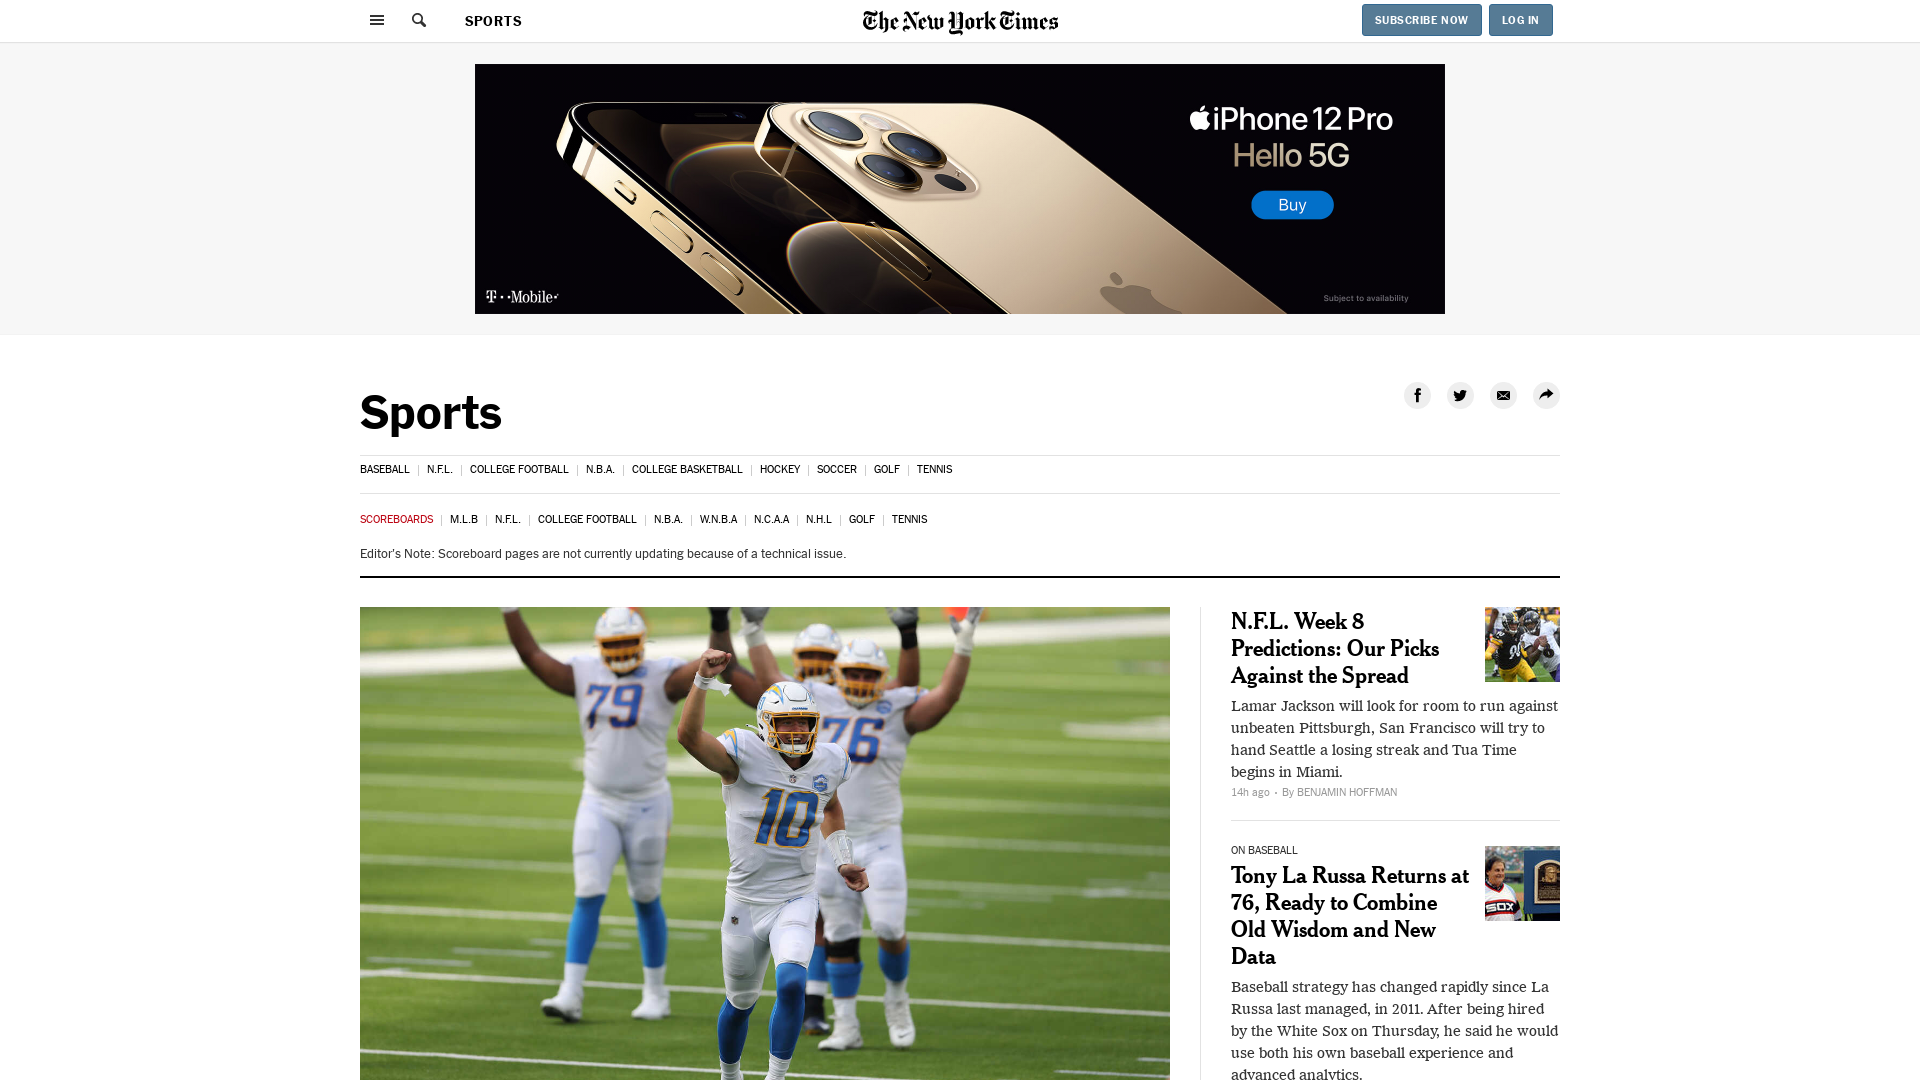 SPORTS
The New York Times
SUBSCRIBE NOW
LOG IN
iPhone 12 Pro
Hello 5G
Buy
T-Mobile
Subject to availability
Sports
BASEBALL | N.F.L. | COLLEGE FOOTBALL | N.B.A. | COLLEGE BASKETBALL | HOCKEY | SOCCER | GOLF | TENNIS
SCOREBOARDS | M.L.B | N.F.L. | COLLEGE FOOTBALL | N.B.A. | W.N.B.A | N.C.A.A | N.H.L | GOLF | TENNIS
Editor's Note: Scoreboard pages are not currently updating because of a technical issue.
79
76
10
N.F.L. Week 8
Predictions: Our Picks
Against the Spread
Lamar Jackson will look for room to run against
unbeaten Pittsburgh, San Francisco will try to
hand Seattle a losing streak and Tua Time
begins in Miami.
14h ago • By BENJAMIN HOFFMAN
ON BASEBALL
Tony La Russa Returns at
76, Ready to Combine
Old Wisdom and New
Data
SOX
Baseball strategy has changed rapidly since La
Russa last managed, in 2011. After being hired
by the White Sox on Thursday, he said he would
use both his own baseball experience and
advanced analytics.